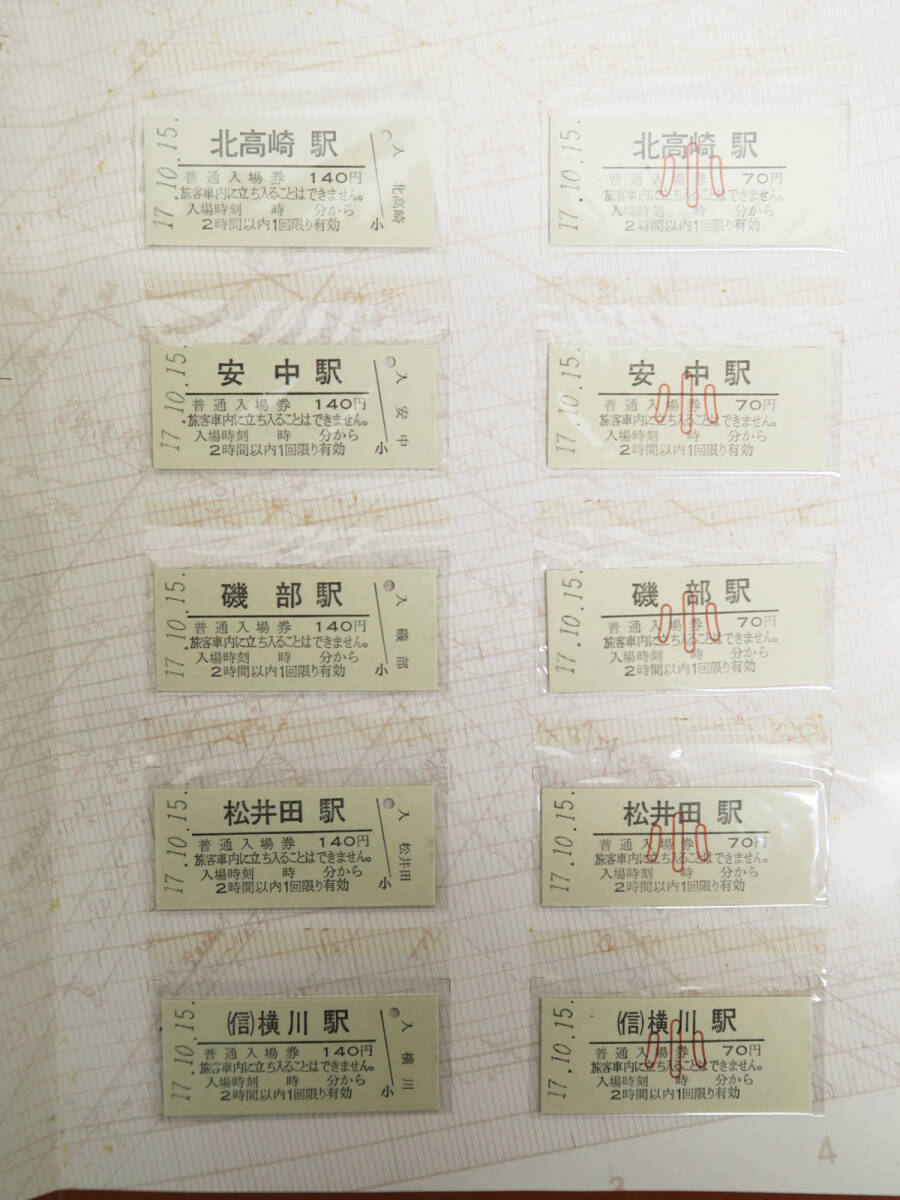 17.10.15.
北高崎駅
普通入場券 140円
旅客車内に立ち入ることはできません。
入場時刻 時 分から
2時間以内1回限り有効
入
北高崎
小
17.10.15.
北高崎駅
普通入場券 70円
旅客車内に立ち入ることはできません。
入場時刻 時 分から
2時間以内1回限り有効
小
17.10.15.
安中駅
普通入場券 140円
旅客車内に立ち入ることはできません。
入場時刻 時 分から
2時間以内1回限り有効
入
安中
小
17.10.15.
安中駅
普通入場券 70円
旅客車内に立ち入ることはできません。
入場時刻 時 分から
2時間以内1回限り有効
小
17.10.15.
磯部駅
普通入場券 140円
旅客車内に立ち入ることはできません。
入場時刻 時 分から
2時間以内1回限り有効
入
磯部
小
17.10.15.
磯部駅
普通入場券 70円
旅客車内に立ち入ることはできません。
入場時刻 時 分から
2時間以内1回限り有効
小
17.10.15.
松井田駅
普通入場券 140円
旅客車内に立ち入ることはできません。
入場時刻 時 分から
2時間以内1回限り有効
入
松井田
小
17.10.15.
松井田駅
普通入場券 70円
旅客車内に立ち入ることはできません。
入場時刻 時 分から
2時間以内1回限り有効
小
17.10.15.
(信)横川駅
普通入場券 140円
旅客車内に立ち入ることはできません。
入場時刻 時 分から
2時間以内1回限り有効
入
横川
小
17.10.15.
(信)横川駅
普通入場券 70円
旅客車内に立ち入ることはできません。
入場時刻 時 分から
2時間以内1回限り有効
小
4
3